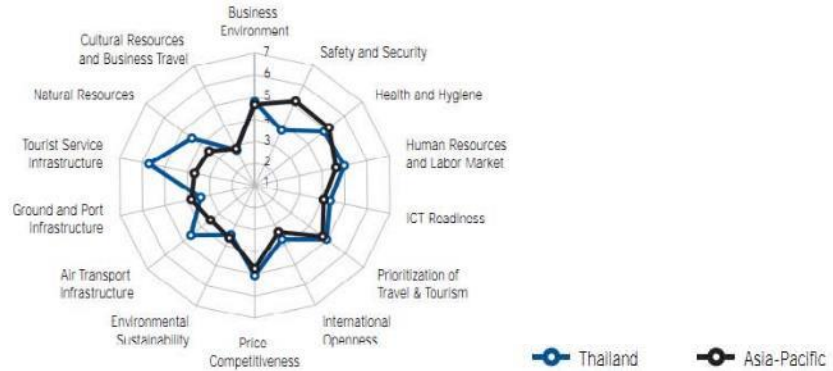 Business
Environment
7
6
5
4
3
2
1
Safety and Security
Health and Hygiene
Human Resources
and Labor Market
ICT Readiness
Prioritization of
Travel & Tourism
International
Openness
Price
Competitiveness
Environmental
Sustainability
Air Transport
Infrastructure
Ground and Port
Infrastructure
Tourist Service
Infrastructure
Natural Resources
Cultural Resources
and Business Travel
Thailand
Asia-Pacific